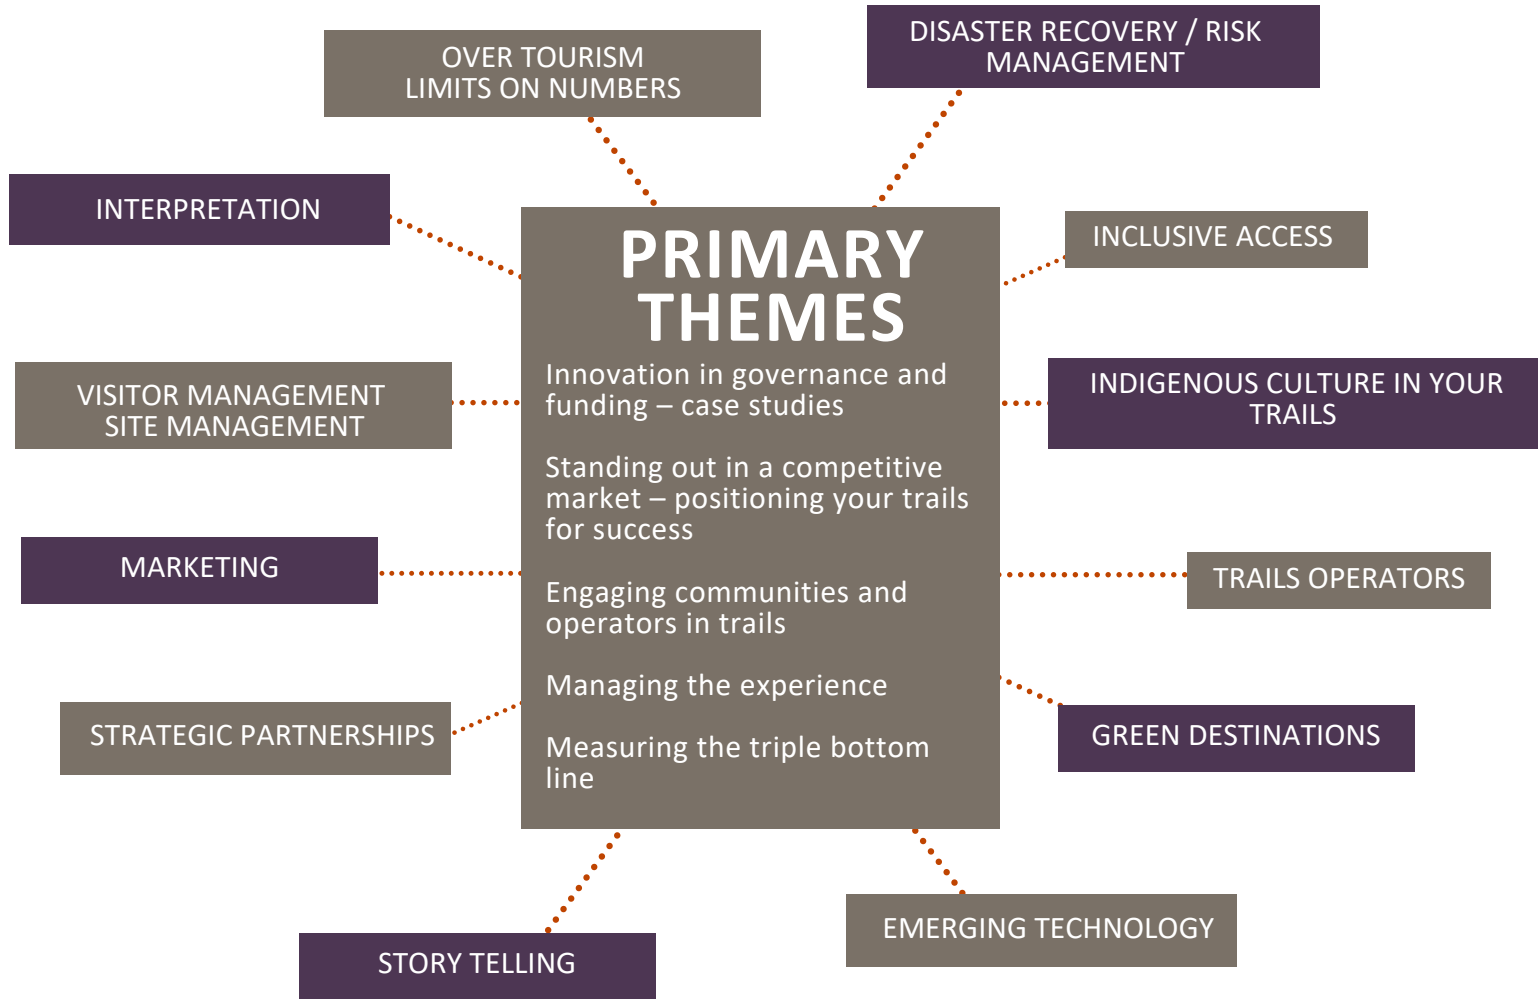 OVER TOURISM
LIMITS ON NUMBERS
DISASTER RECOVERY / RISK
MANAGEMENT
INTERPRETATION
INCLUSIVE ACCESS
PRIMARY
THEMES
Innovation in governance and
funding – case studies
Standing out in a competitive
market – positioning your trails
for success
Engaging communities and
operators in trails
Managing the experience
Measuring the triple bottom
line
VISITOR MANAGEMENT
SITE MANAGEMENT
INDIGENOUS CULTURE IN YOUR
TRAILS
MARKETING
TRAILS OPERATORS
STRATEGIC PARTNERSHIPS
GREEN DESTINATIONS
STORY TELLING
EMERGING TECHNOLOGY